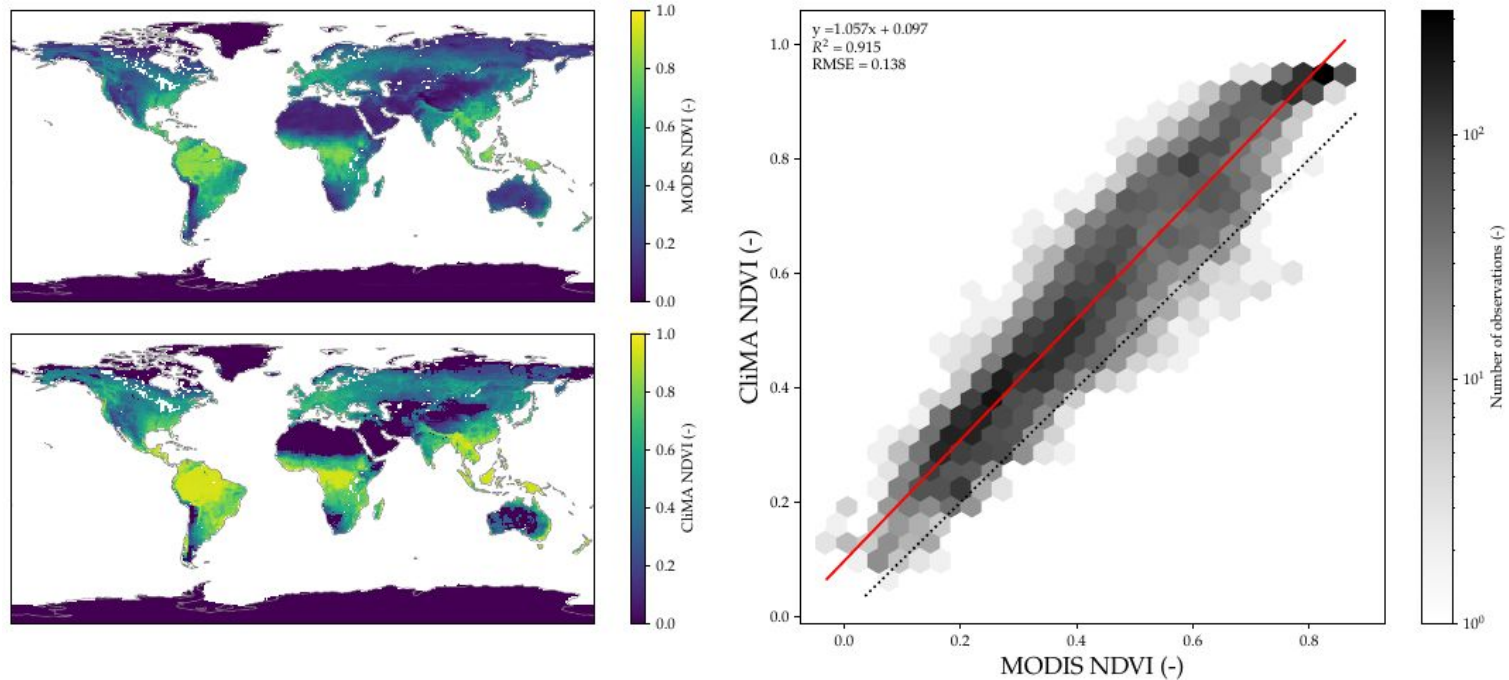 1.0
0.8
0.6
0.4
0.2
0.0
MODIS NDVI (-)
1.0
0.8
0.6
0.4
0.2
0.0
CliMA NDVI (-)
y =1.057x + 0.097
R² = 0.915
RMSE = 0.138
1.0
0.8
0.6
0.4
0.2
0.0
CliMA NDVI (-)
0.0 0.2 0.4 0.6 0.8
MODIS NDVI (-)
10²
10¹
10⁰
Number of observations (-)